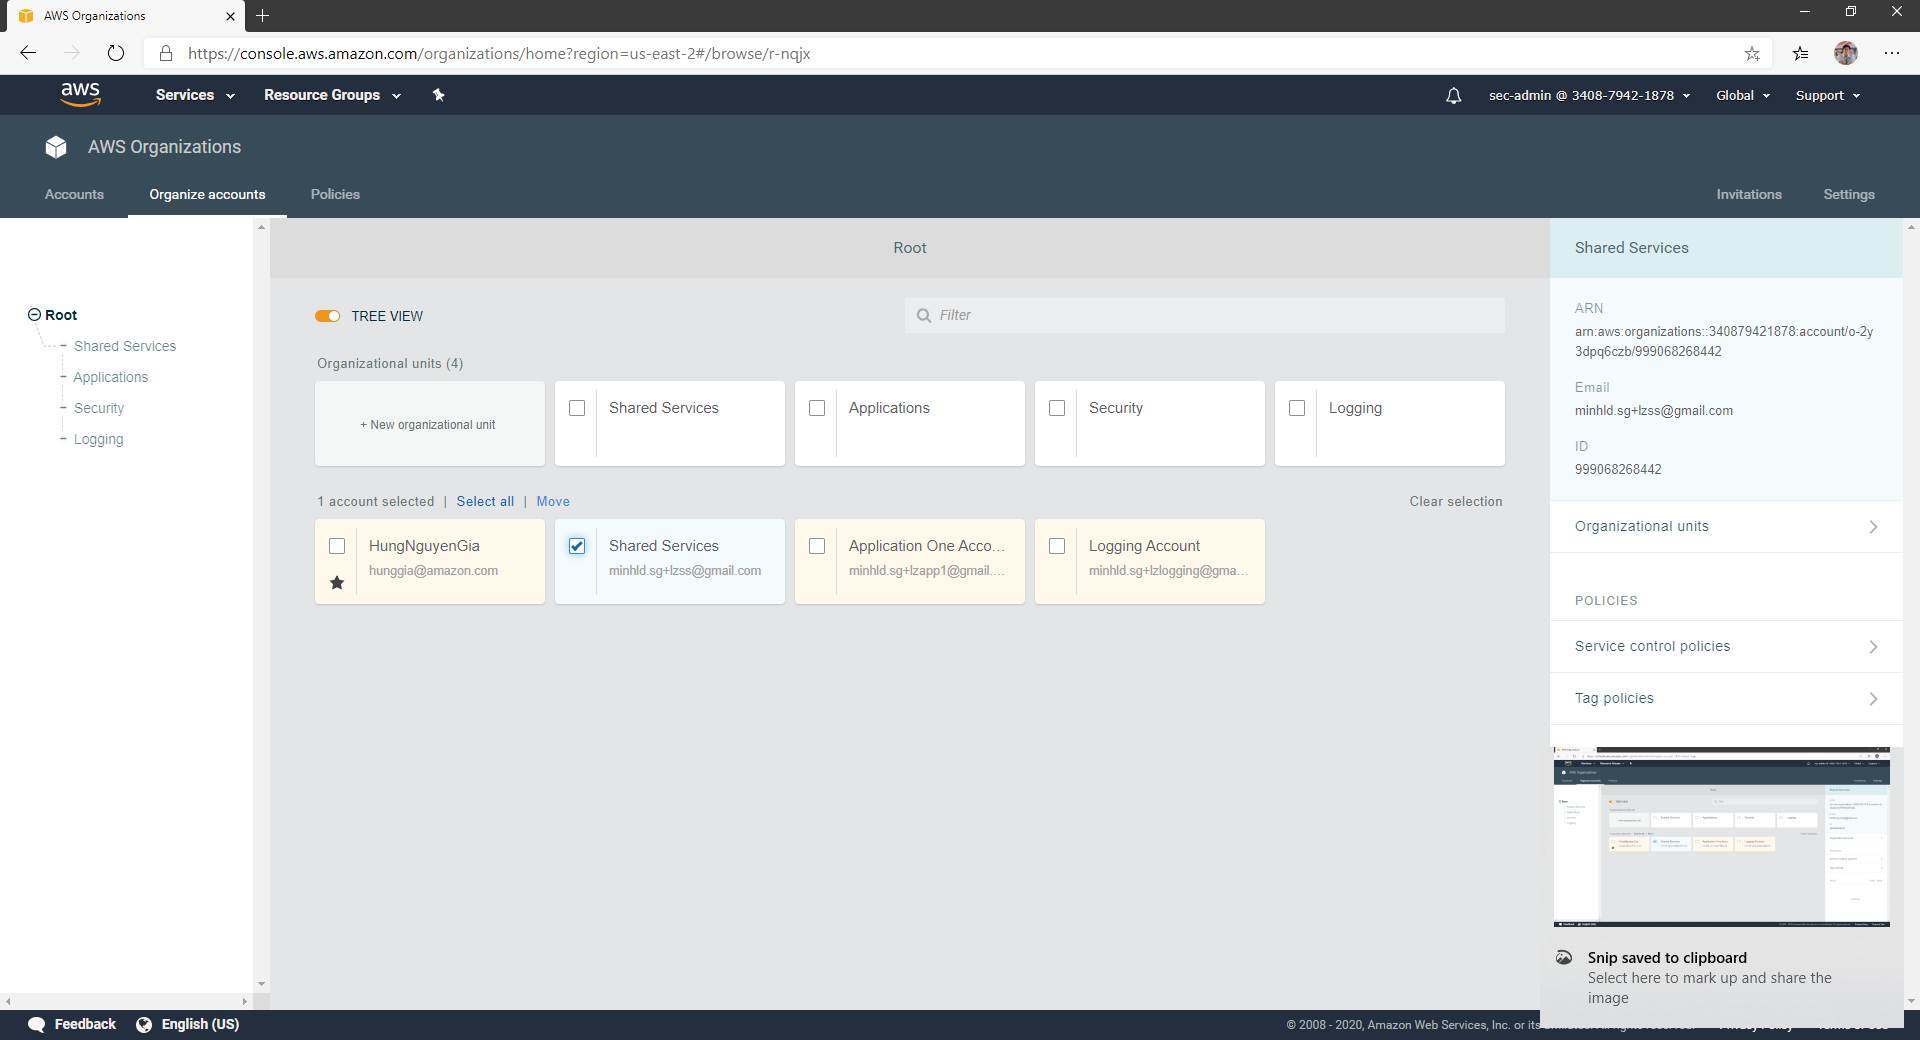 AWS Organizations
https://console.aws.amazon.com/organizations/home?region=us-east-2#/browse/r-nqjx
aws
Services
Resource Groups
sec-admin @ 3408-7942-1878
Global
Support
AWS Organizations
Accounts
Organize accounts
Policies
Invitations
Settings
Root
Shared Services
Applications
Security
Logging
Root
TREE VIEW
Filter
Organizational units (4)
+ New organizational unit
Shared Services
Applications
Security
Logging
1 account selected | Select all | Move
Clear selection
HungNguyenGia
hunggia@amazon.com
Shared Services
minhld.sg+lzss@gmail.com
Application One Acco...
minhld.sg+lzapp1@gmail....
Logging Account
minhld.sg+lzlogging@gma...
Shared Services
ARN
arn:aws:organizations::340879421878:account/o-2y
3dpq6czb/999068268442
Email
minhld.sg+lzss@gmail.com
ID
999068268442
Organizational units
POLICIES
Service control policies
Tag policies
Snip saved to clipboard
Select here to mark up and share the
image
Feedback
English (US)
© 2008 - 2020, Amazon Web Services, Inc. or its